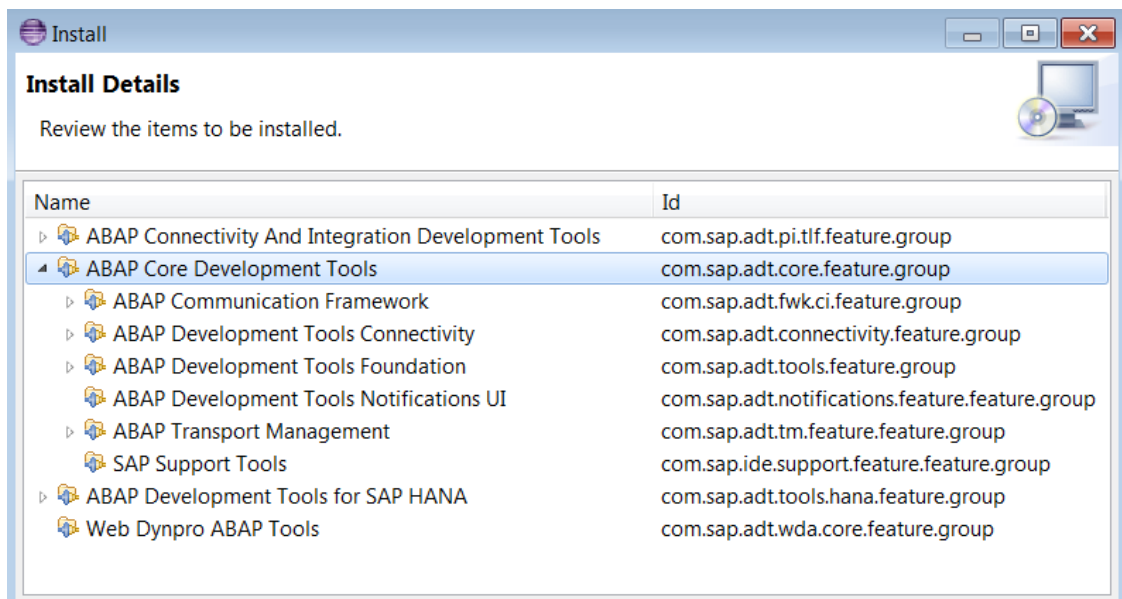 Install
Install Details
Review the items to be installed.
Name Id
ABAP Connectivity And Integration Development Tools com.sap.adt.pi.tlf.feature.group
ABAP Core Development Tools com.sap.adt.core.feature.group
ABAP Communication Framework com.sap.adt.fwk.ci.feature.group
ABAP Development Tools Connectivity com.sap.adt.connectivity.feature.group
ABAP Development Tools Foundation com.sap.adt.tools.feature.group
ABAP Development Tools Notifications UI com.sap.adt.notifications.feature.feature.group
ABAP Transport Management com.sap.adt.tm.feature.feature.group
SAP Support Tools com.sap.ide.support.feature.feature.group
ABAP Development Tools for SAP HANA com.sap.adt.tools.hana.feature.group
Web Dynpro ABAP Tools com.sap.adt.wda.core.feature.group